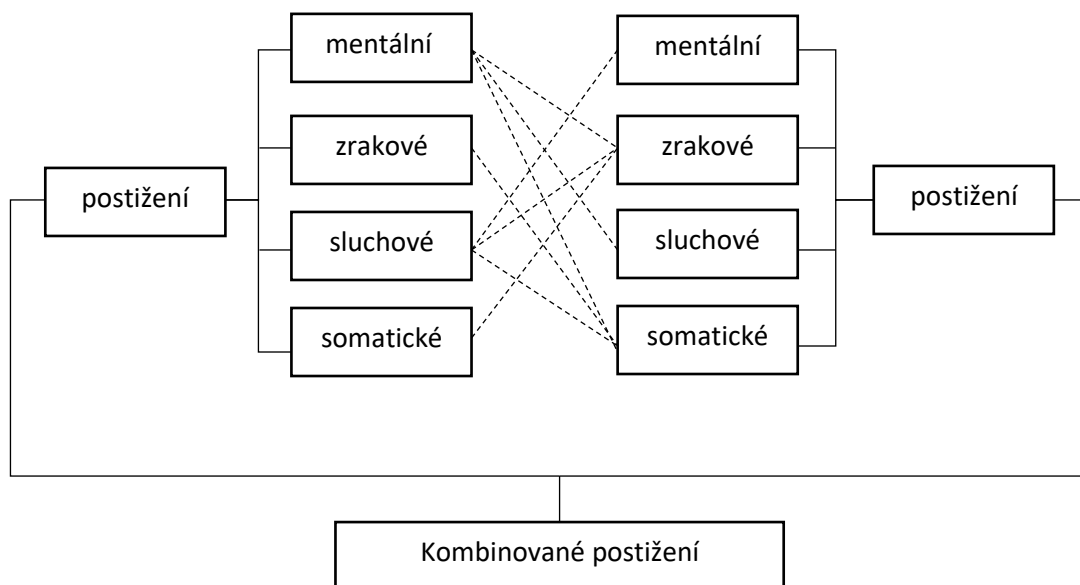 mentální
mentální
zrakové
zrakové
postižení
postižení
sluchové
sluchové
somatické
somatické
Kombinované postižení